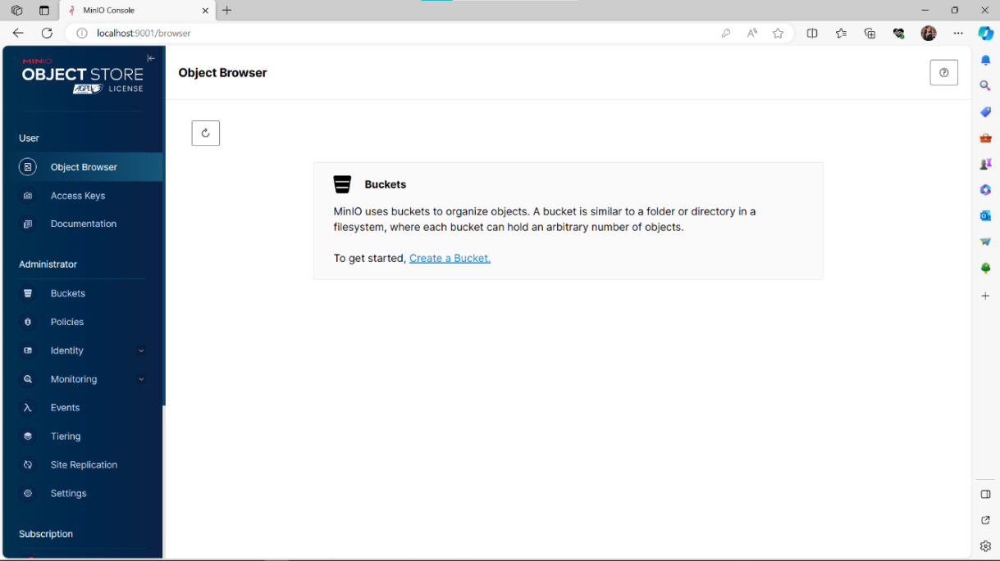 MinIO Console
localhost:9001/browser
MINIO
OBJECT STORE
AGPL LICENSE
Object Browser
User
Object Browser
Access Keys
Documentation
Administrator
Buckets
Policies
Identity
Monitoring
Events
Tiering
Site Replication
Settings
Subscription
Buckets
MinIO uses buckets to organize objects. A bucket is similar to a folder or directory in a
filesystem, where each bucket can hold an arbitrary number of objects.
To get started, Create a Bucket.